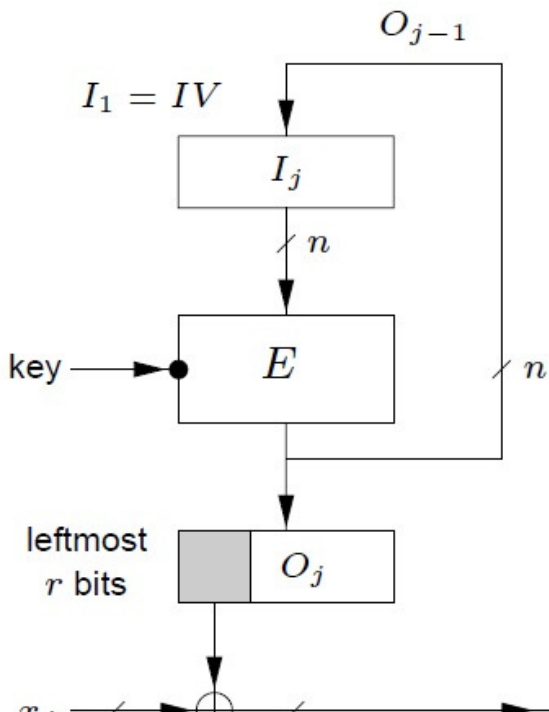 O_{j−1}
I_1 = IV
I_j
n
key
E
n
leftmost
r bits
O_j